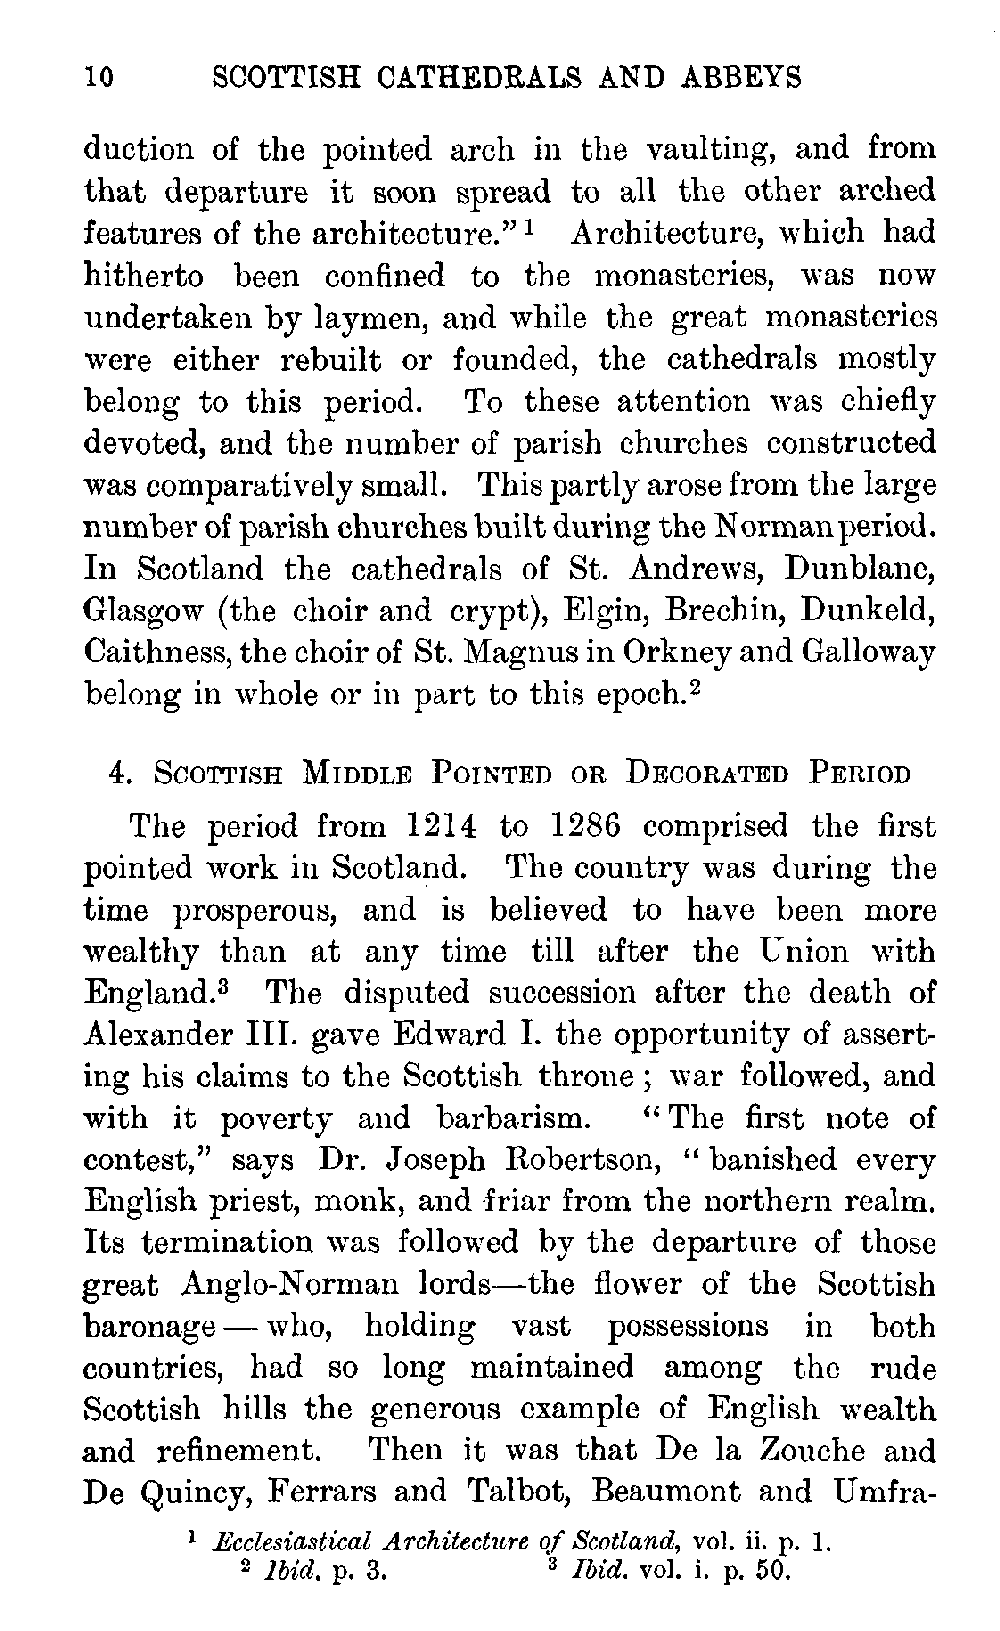 10 SCOTTISH CATHEDRALS AND ABBEYS
duction of the pointed arch in the vaulting, and from
that departure it soon spread to all the other arched
features of the architecture.” 1 Architecture, which had
hitherto been confined to the monasteries, was now
undertaken by laymen, and while the great monasteries
were either rebuilt or founded, the cathedrals mostly
belong to this period. To these attention was chiefly
devoted, and the number of parish churches constructed
was comparatively small. This partly arose from the large
number of parish churches built during the Norman period.
In Scotland the cathedrals of St. Andrews, Dunblane,
Glasgow (the choir and crypt), Elgin, Brechin, Dunkeld,
Caithness, the choir of St. Magnus in Orkney and Galloway
belong in whole or in part to this epoch.2
4. SCOTTISH MIDDLE POINTED OR DECORATED PERIOD
The period from 1214 to 1286 comprised the first
pointed work in Scotland. The country was during the
time prosperous, and is believed to have been more
wealthy than at any time till after the Union with
England.3 The disputed succession after the death of
Alexander III. gave Edward I. the opportunity of assert-
ing his claims to the Scottish throne ; war followed, and
with it poverty and barbarism. “ The first note of
contest,” says Dr. Joseph Robertson, “ banished every
English priest, monk, and friar from the northern realm.
Its termination was followed by the departure of those
great Anglo-Norman lords—the flower of the Scottish
baronage — who, holding vast possessions in both
countries, had so long maintained among the rude
Scottish hills the generous example of English wealth
and refinement. Then it was that De la Zouche and
De Quincy, Ferrars and Talbot, Beaumont and Umfra-
1 Ecclesiastical Architecture of Scotland, vol. ii. p. 1.
2 Ibid. p. 3. 3 Ibid. vol. i. p. 50.